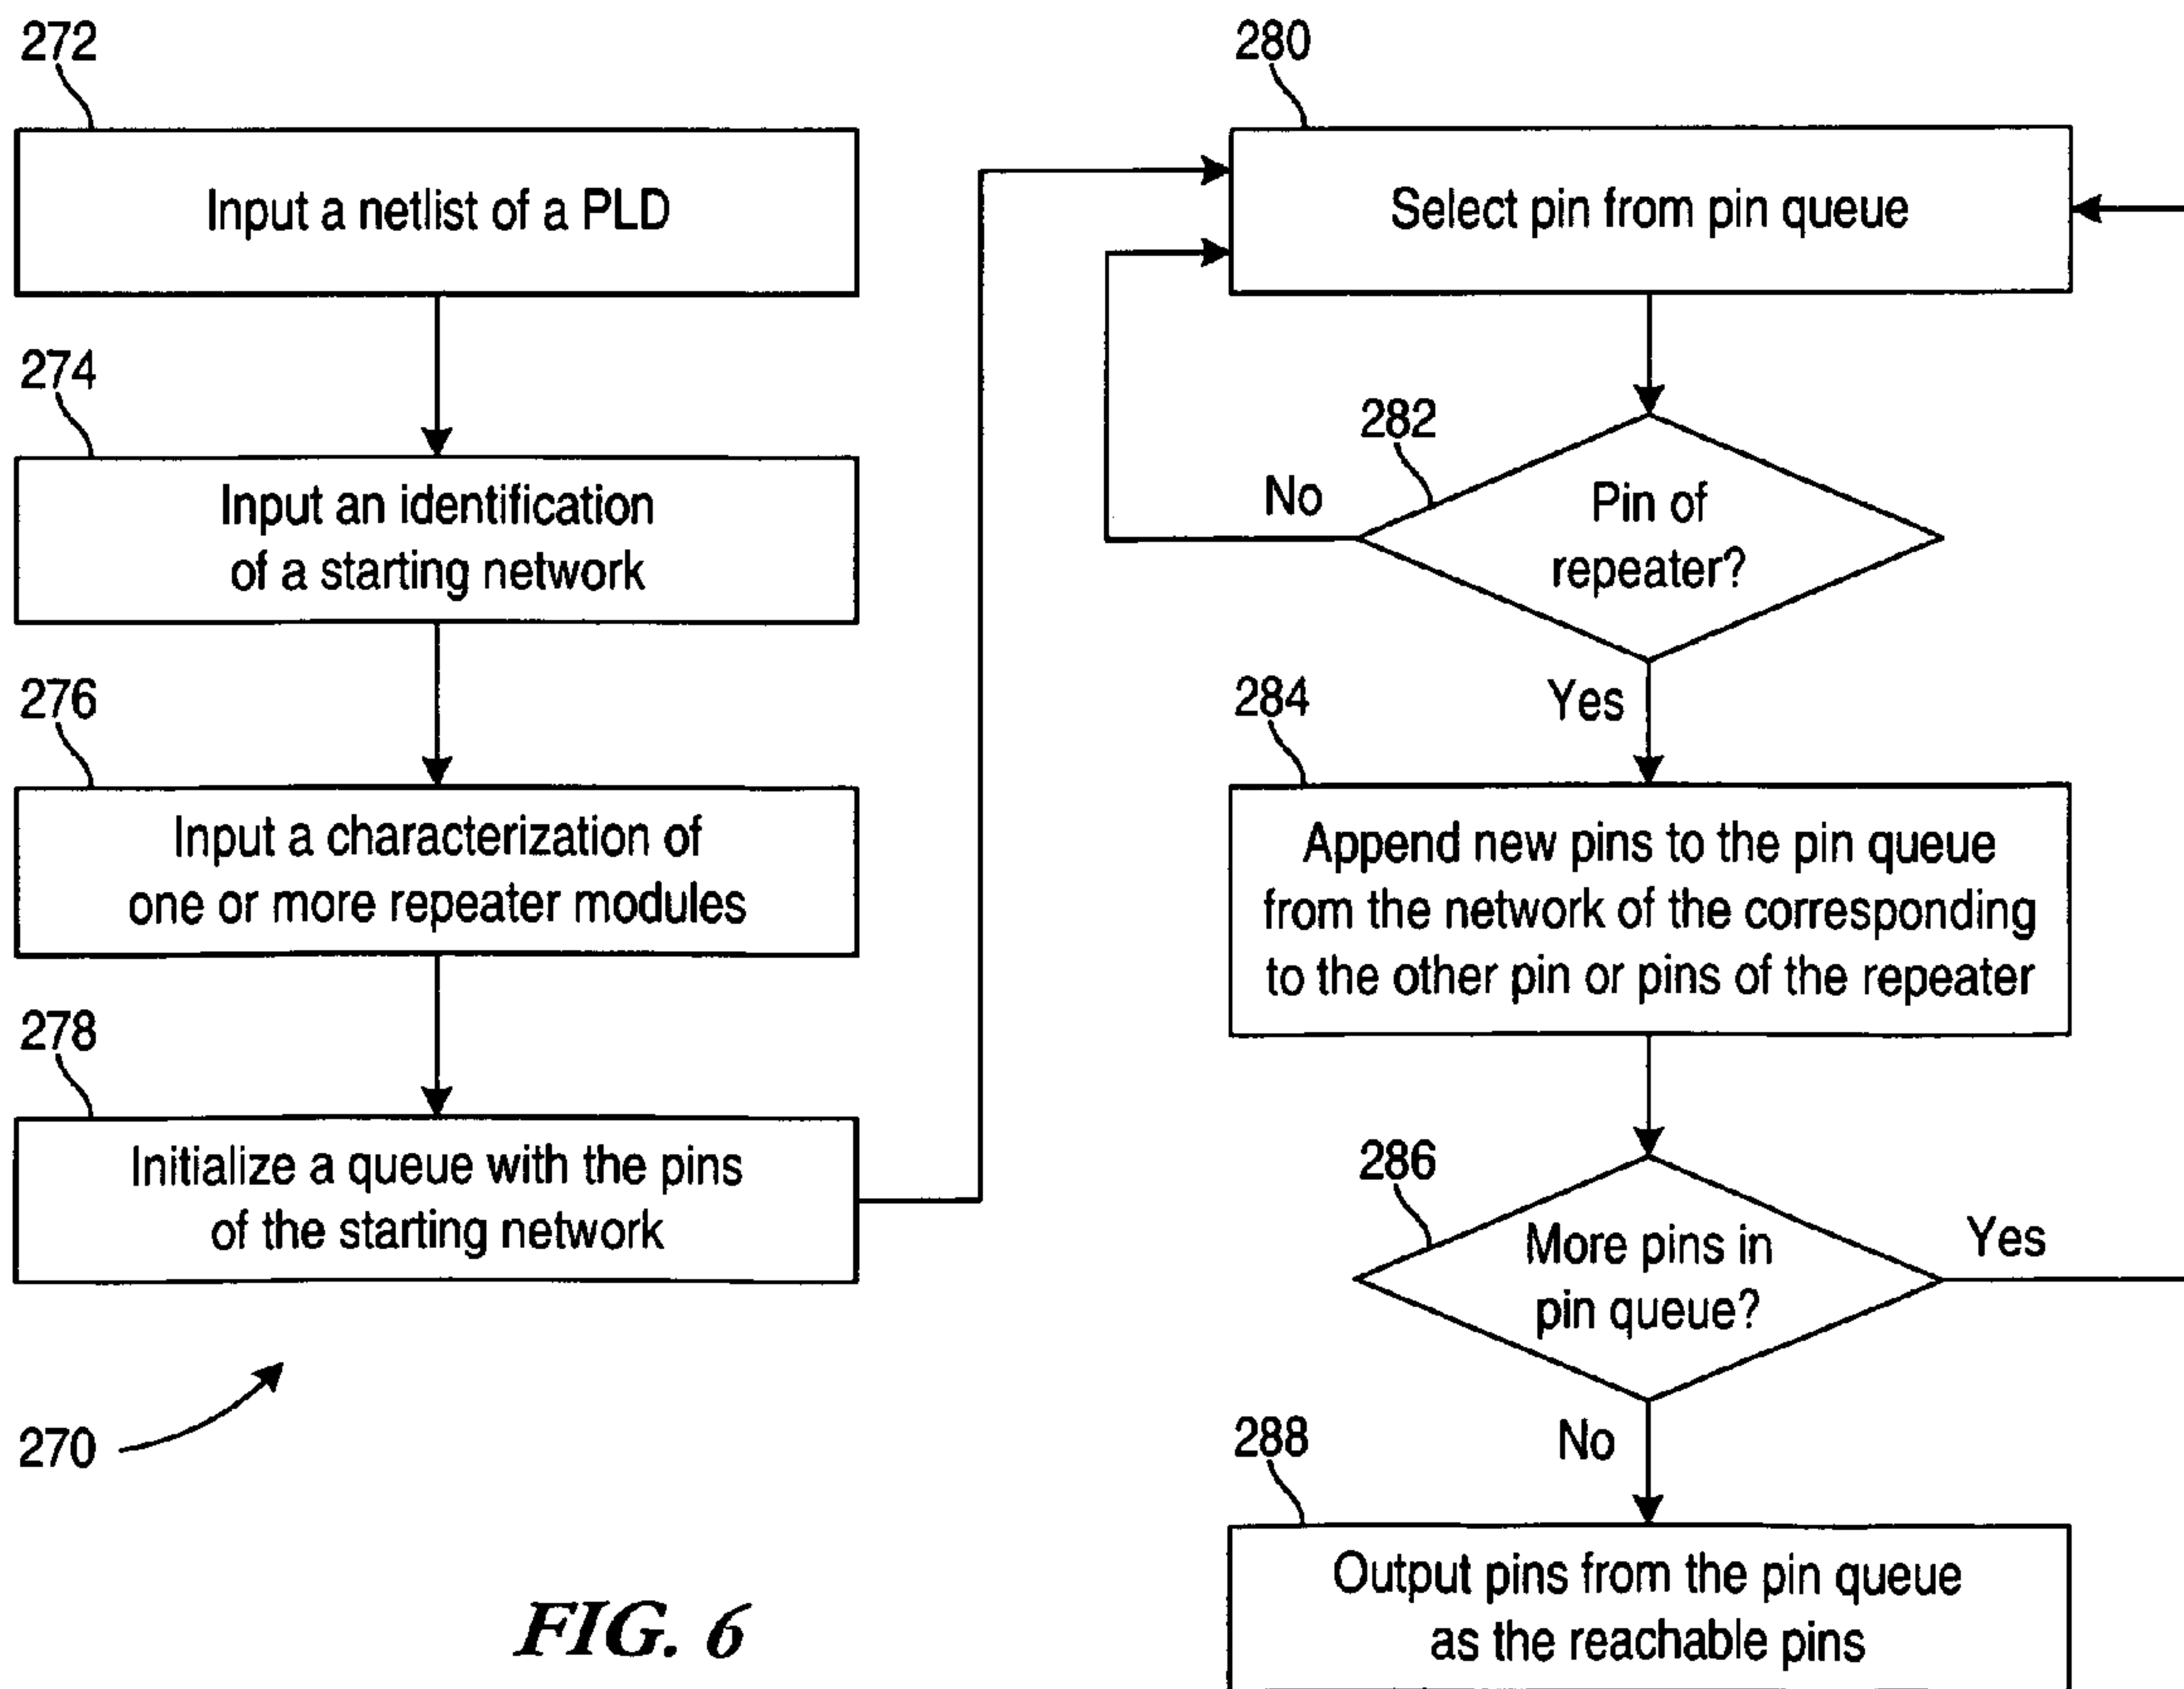 272
Input a netlist of a PLD
274
Input an identification
of a starting network
276
Input a characterization of
one or more repeater modules
278
Initialize a queue with the pins
of the starting network
270
280
Select pin from pin queue
282
No
Pin of
repeater?
Yes
284
Append new pins to the pin queue
from the network of the corresponding
to the other pin or pins of the repeater
286
More pins in
pin queue?
Yes
No
288
Output pins from the pin queue
as the reachable pins
FIG. 6